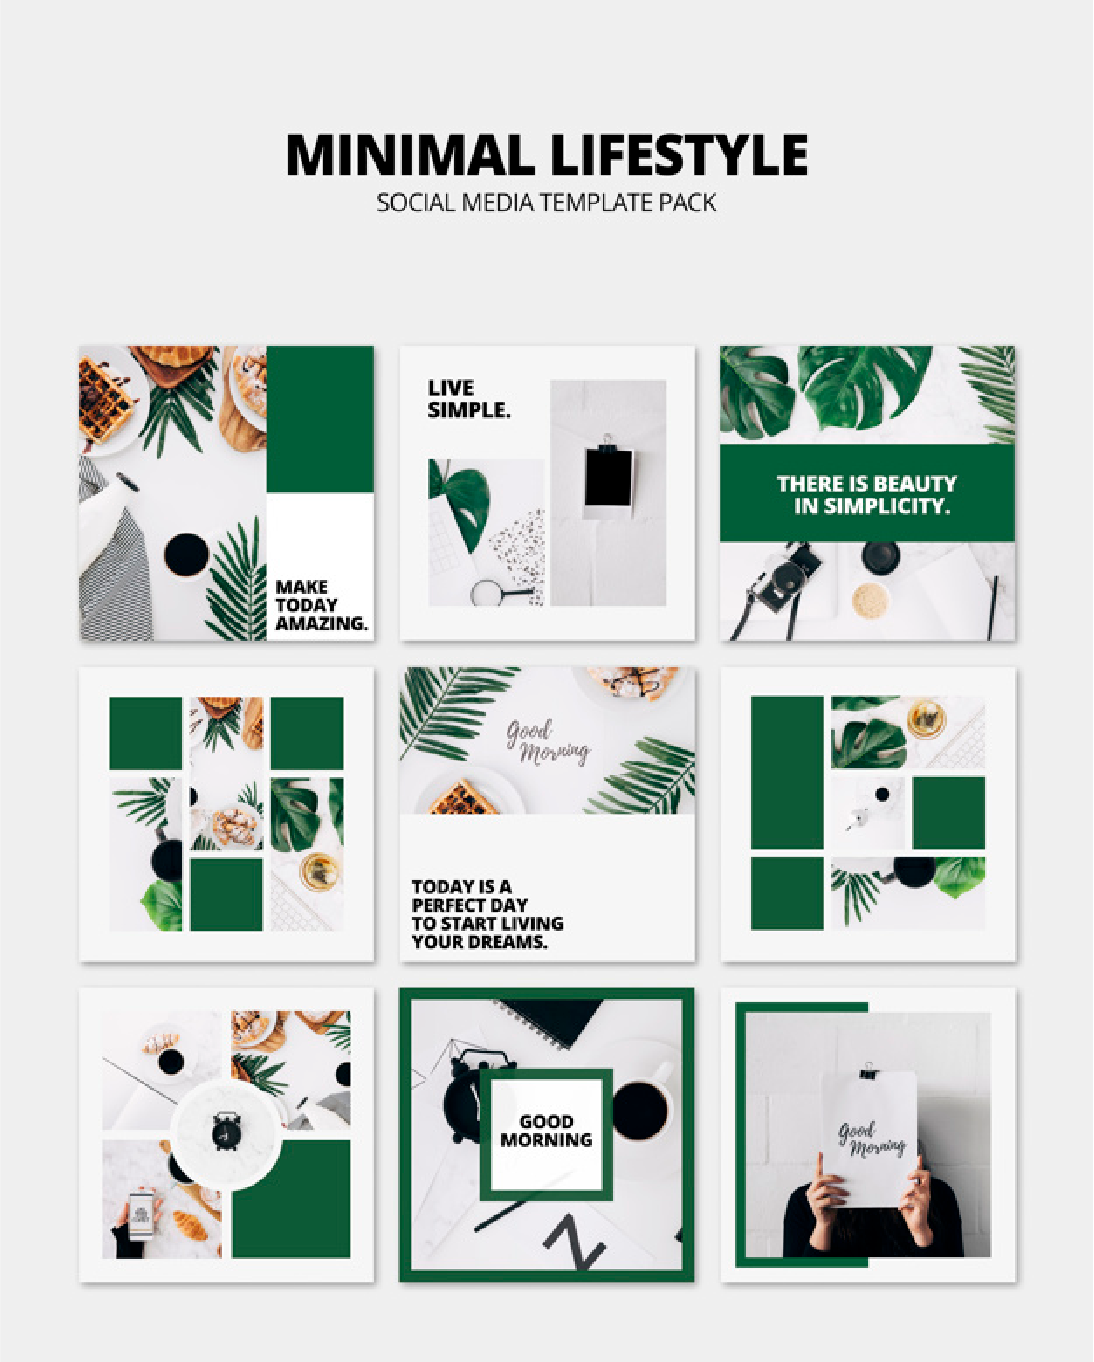 MINIMAL LIFESTYLE
SOCIAL MEDIA TEMPLATE PACK
MAKE
TODAY
AMAZING.
LIVE
SIMPLE.
THERE IS BEAUTY
IN SIMPLICITY.
Good
Morning
TODAY IS A
PERFECT DAY
TO START LIVING
YOUR DREAMS.
GOOD
MORNING
Good
Morning